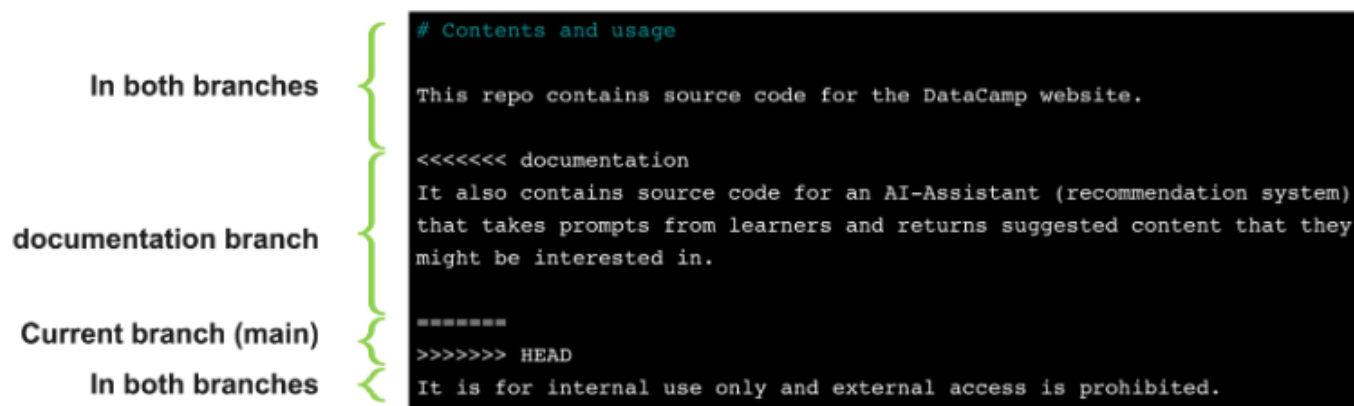 In both branches
documentation branch
Current branch (main)
In both branches
# Contents and usage
This repo contains source code for the DataCamp website.
<<<<<<< documentation
It also contains source code for an AI-Assistant (recommendation system)
that takes prompts from learners and returns suggested content that they
might be interested in.
=======
>>>>>>> HEAD
It is for internal use only and external access is prohibited.